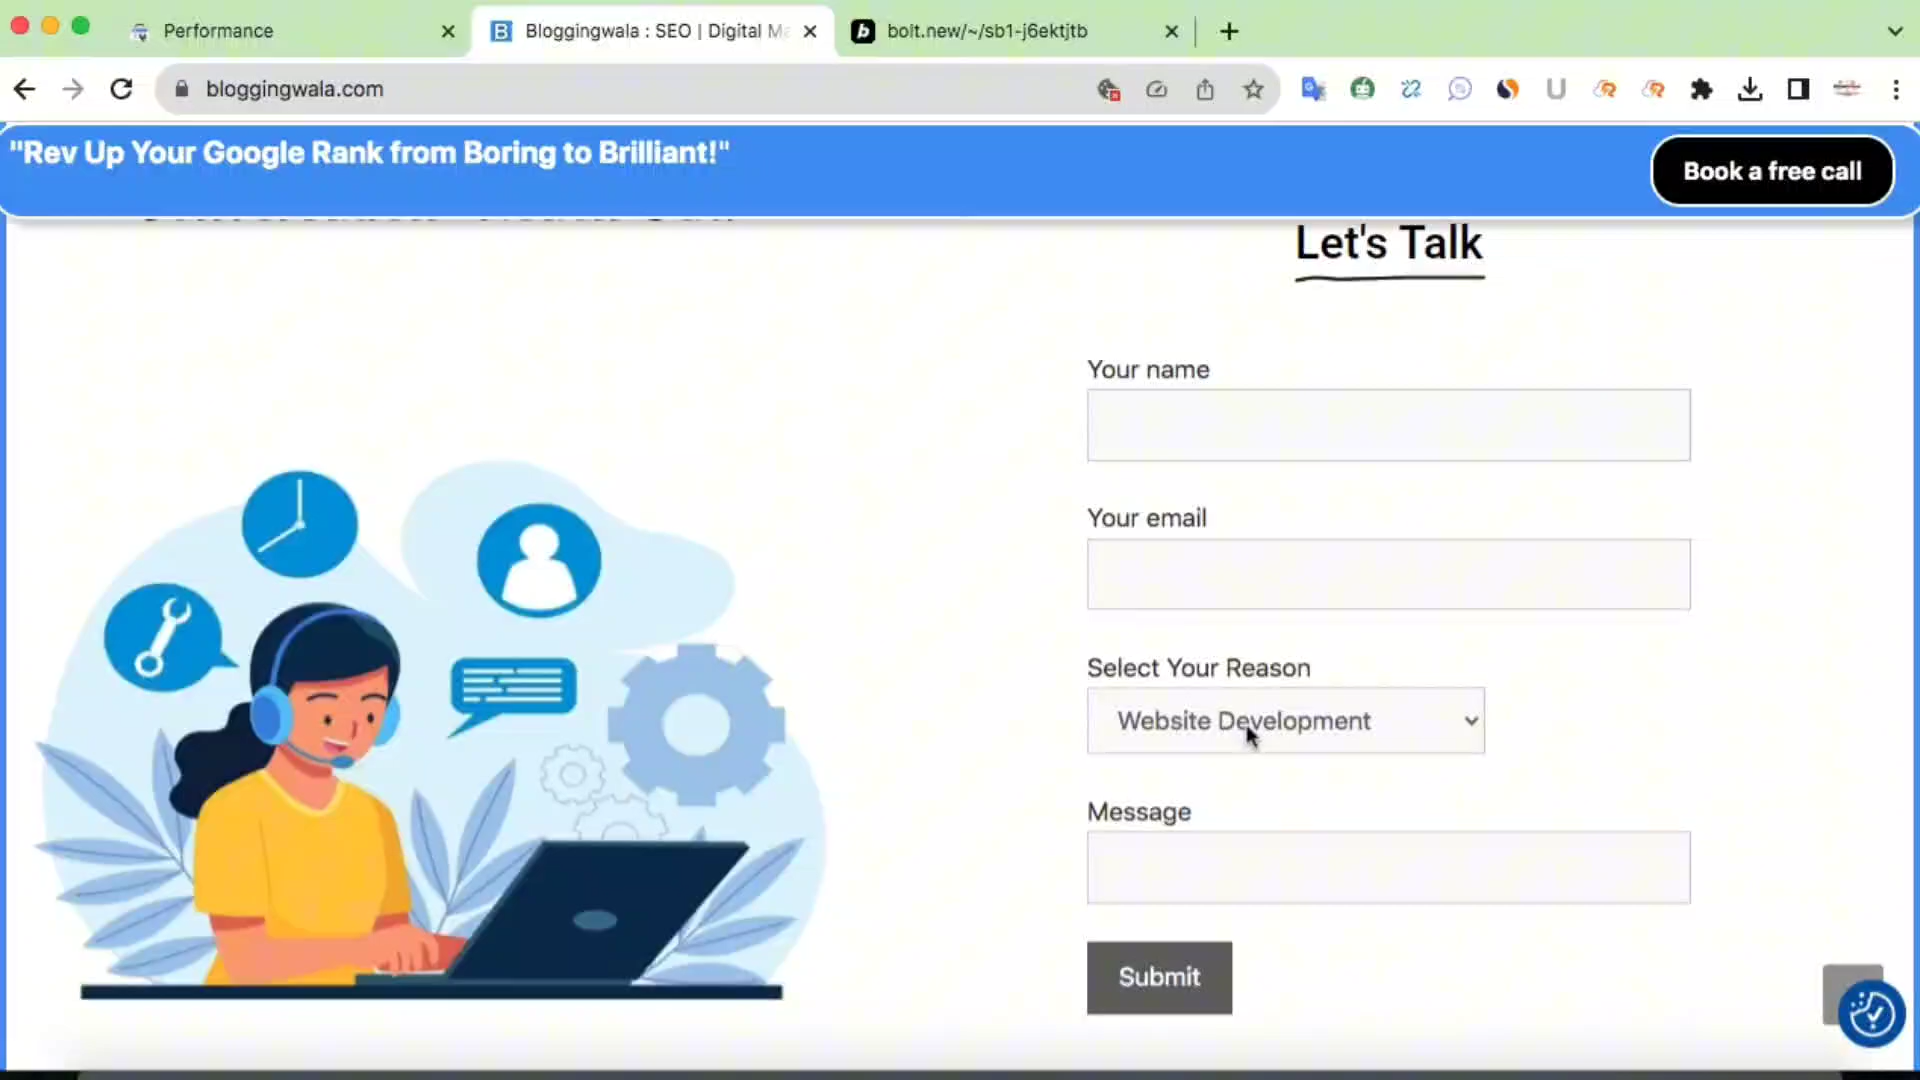 Performance
Bloggingwala : SEO | Digital Ma
bolt.new/~/sb1-j6ektjtb
bloggingwala.com
"Rev Up Your Google Rank from Boring to Brilliant!"
Book a free call
Let's Talk
Your name
Your email
Select Your Reason
Website Development
Message
Submit